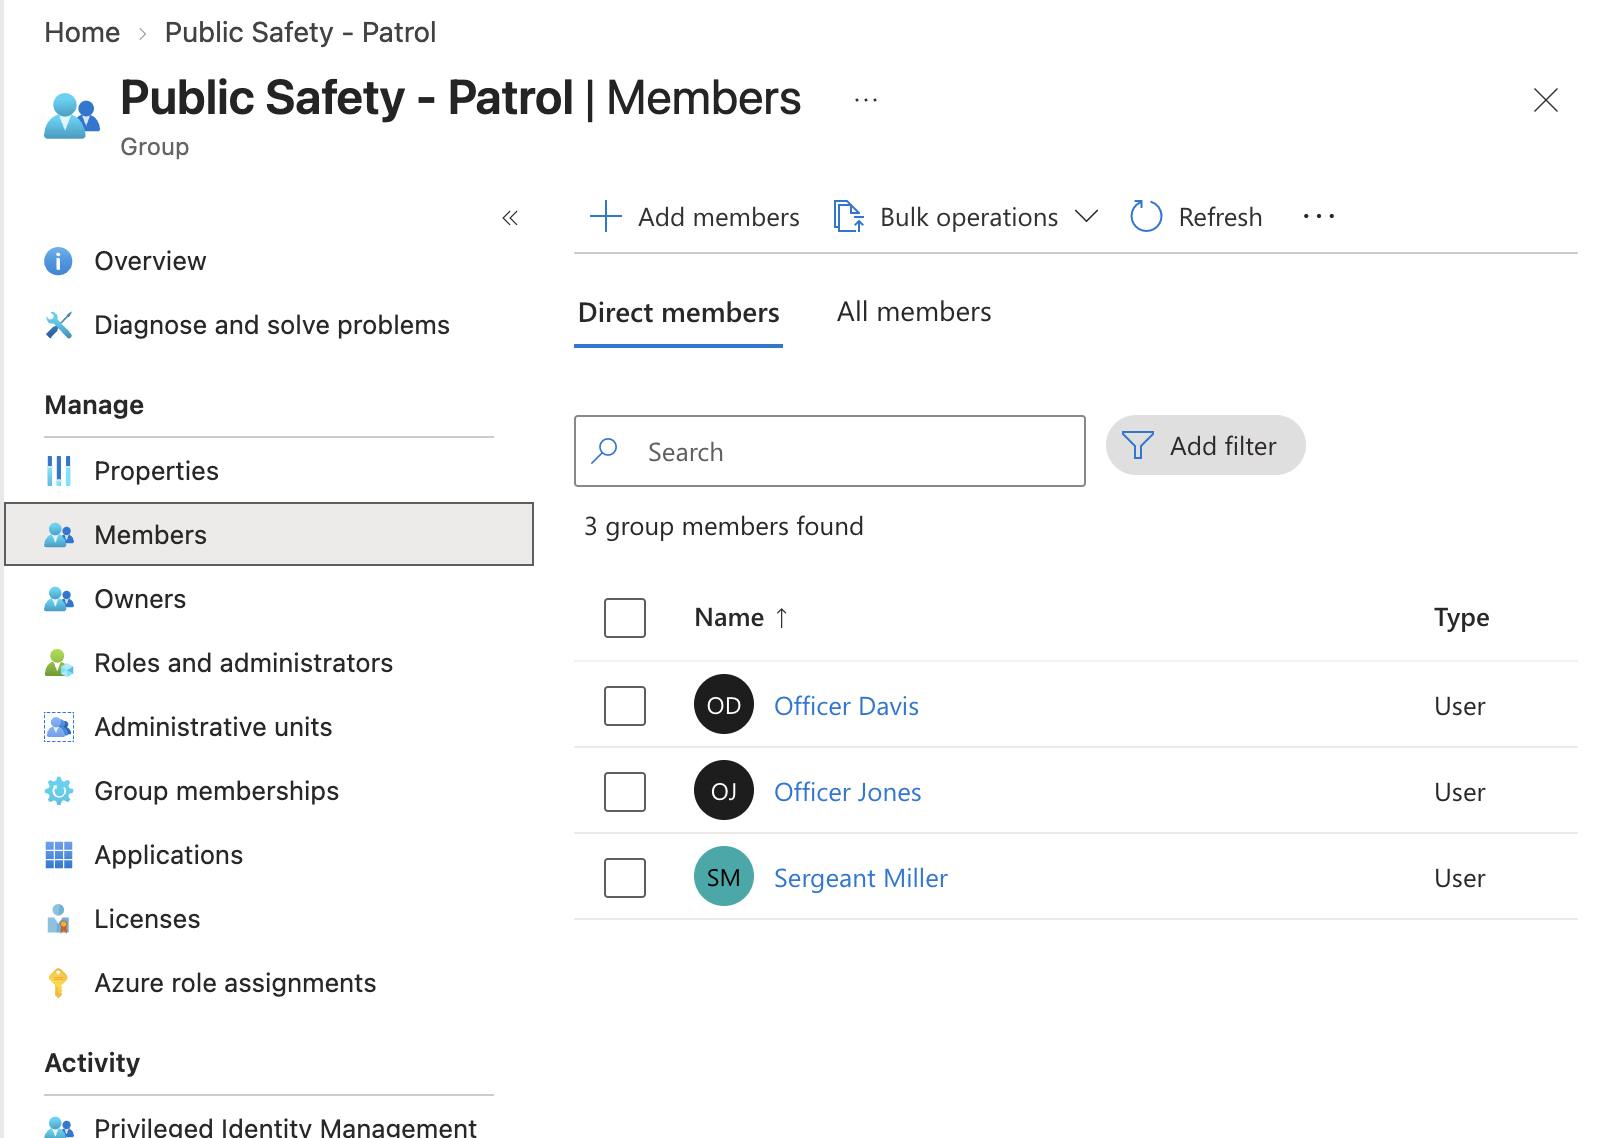 Home > Public Safety - Patrol
Public Safety - Patrol | Members ...
Group
«
Overview
Diagnose and solve problems
Manage
Properties
Members
Owners
Roles and administrators
Administrative units
Group memberships
Applications
Licenses
Azure role assignments
Activity
Privileged Identity Management
Add members Bulk operations Refresh ...
Direct members All members
Search Add filter
3 group members found
Name ↑ Type
OD Officer Davis User
OJ Officer Jones User
SM Sergeant Miller User